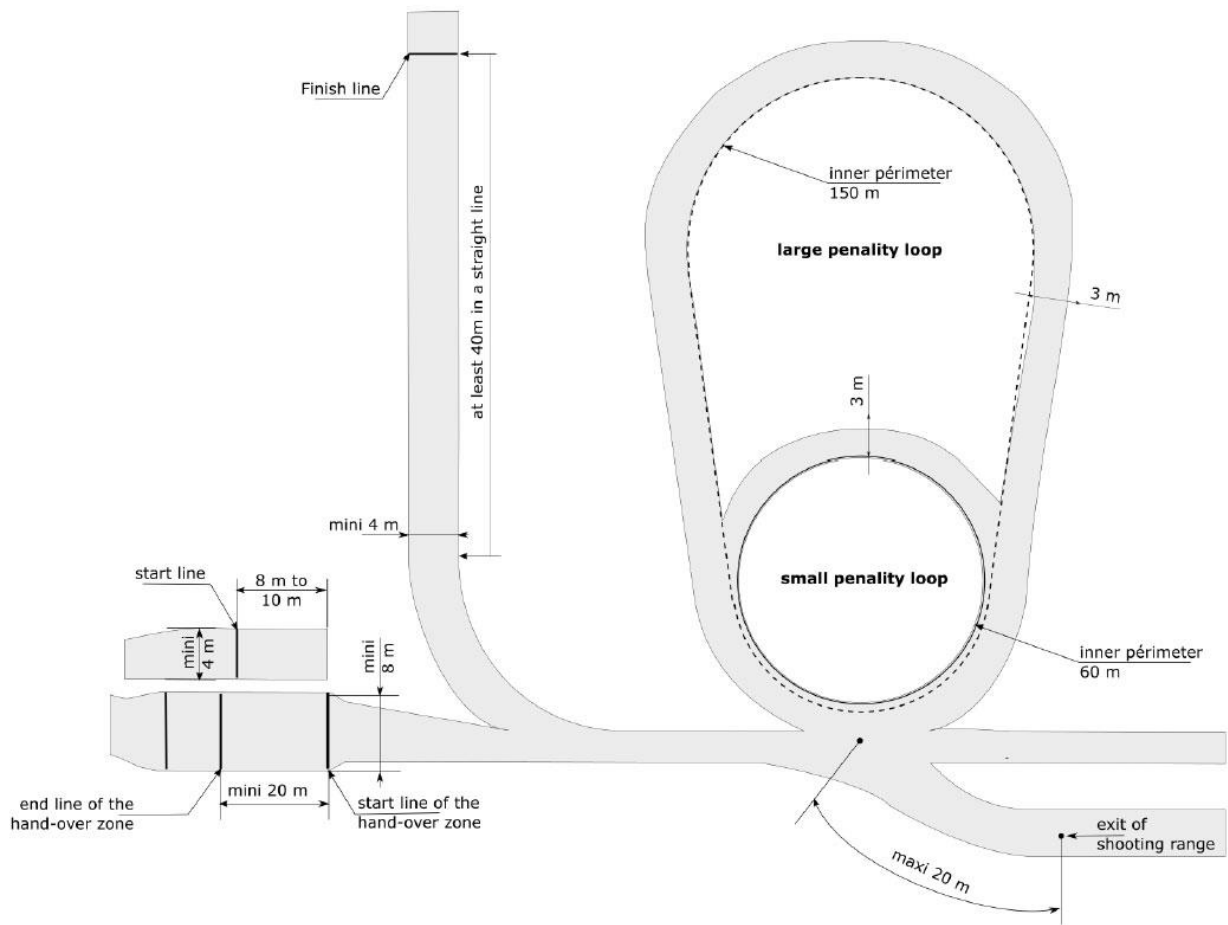 Finish line
at least 40m in a straight line
inner périmeter
150 m
large penality loop
3 m
3 m
mini 4 m
start line
8 m to
10 m
mini
4 m
mini
8 m
small penality loop
inner périmeter
60 m
end line of the
hand-over zone
mini 20 m
start line of the
hand-over zone
exit of
shooting range
maxi 20 m